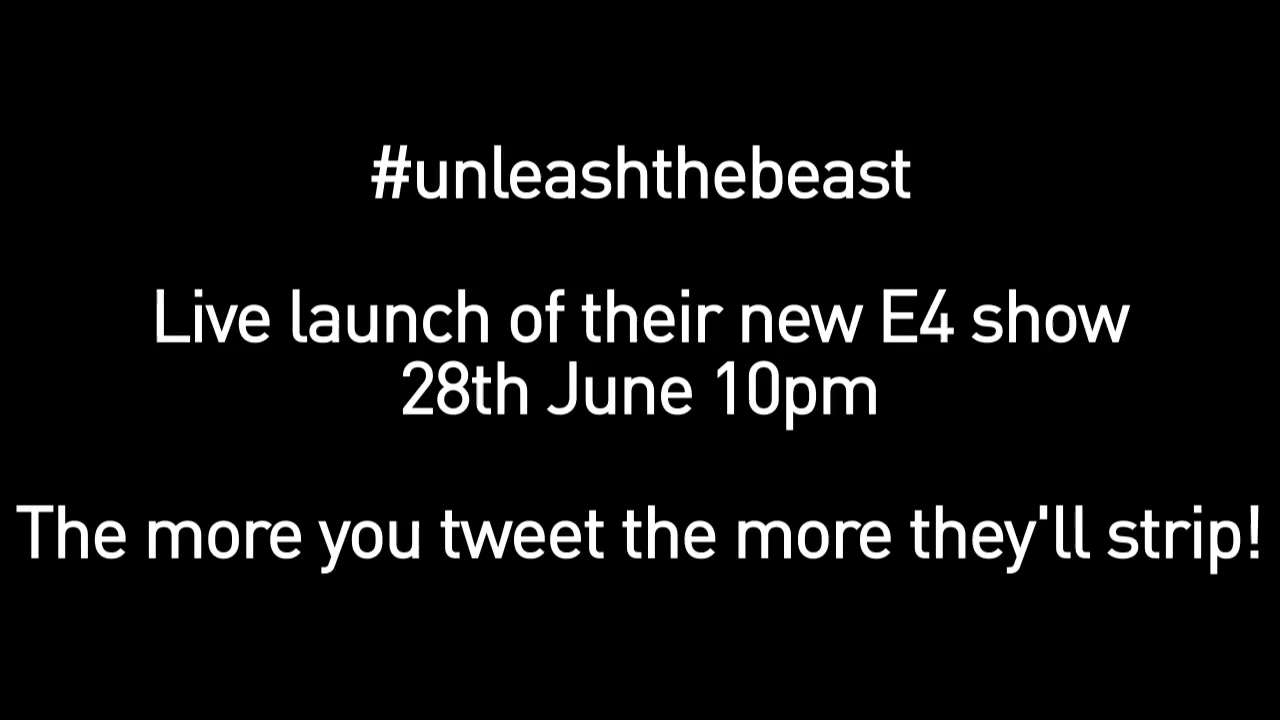 #unleashthebeast
Live launch of their new E4 show
28th June 10pm
The more you tweet the more they'll strip!